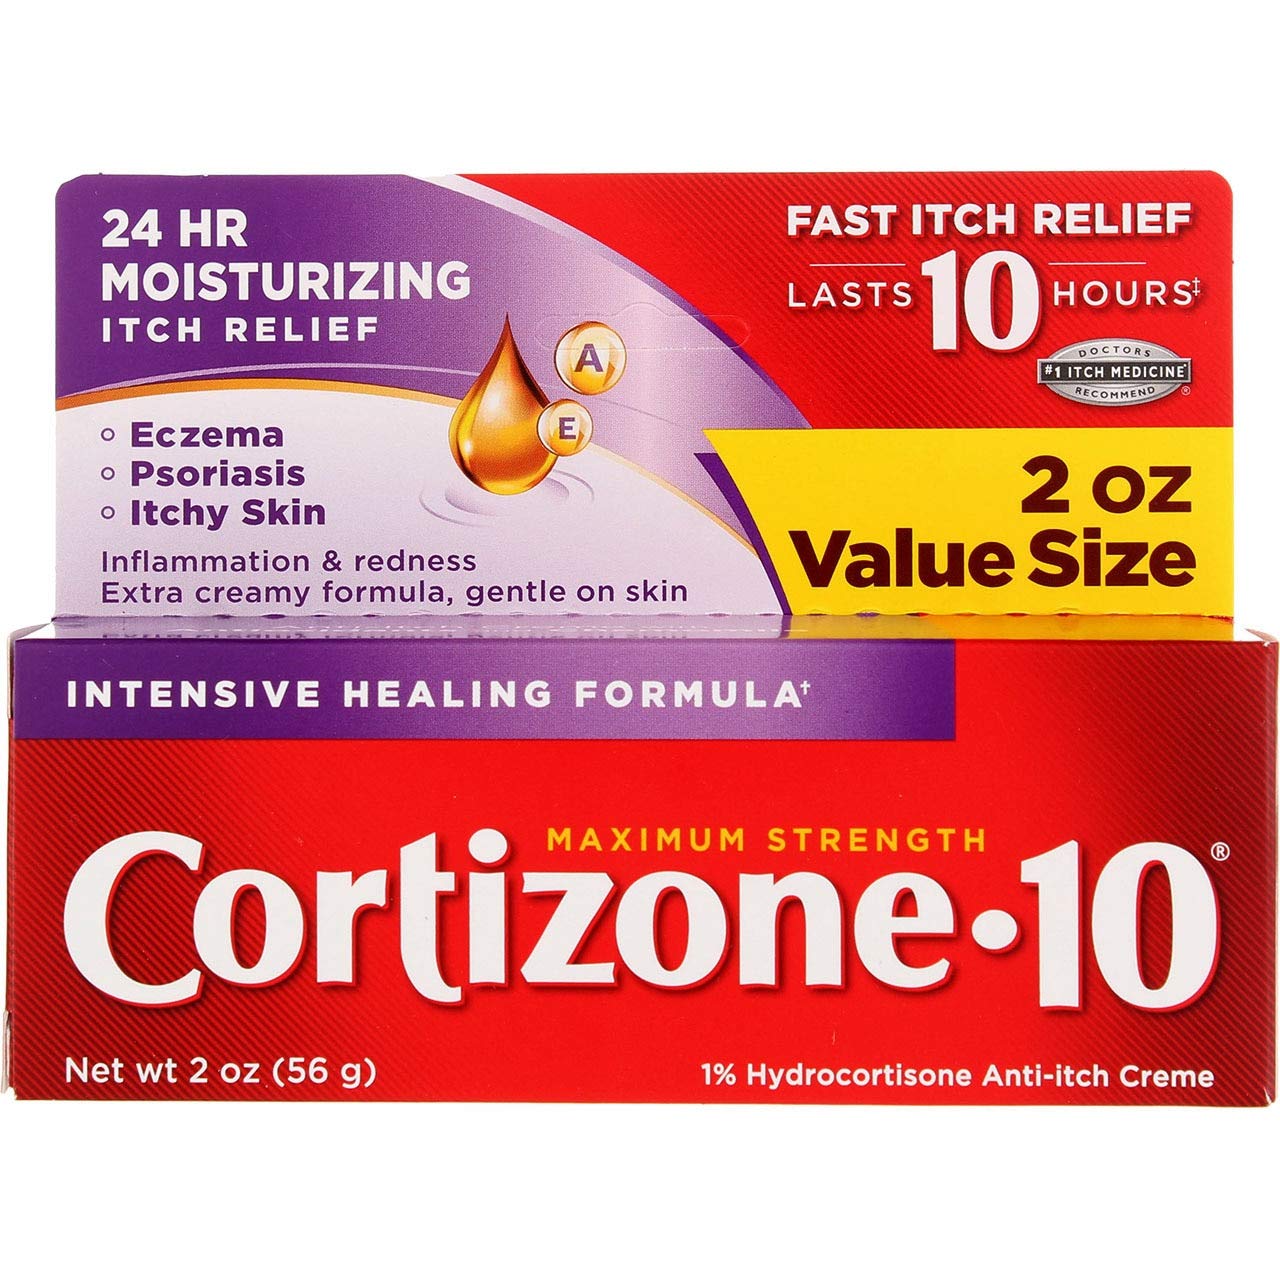 24 HR
MOISTURIZING
ITCH RELIEF
A
E
Eczema
Psoriasis
Itchy Skin
Inflammation & redness
Extra creamy formula, gentle on skin
FAST ITCH RELIEF
LASTS 10 HOURS‡
DOCTORS
#1 ITCH MEDICINE®
RECOMMEND
2 oz
Value Size
INTENSIVE HEALING FORMULA†
MAXIMUM STRENGTH
Cortizone•10®
Net wt 2 oz (56 g)
1% Hydrocortisone Anti-itch Creme